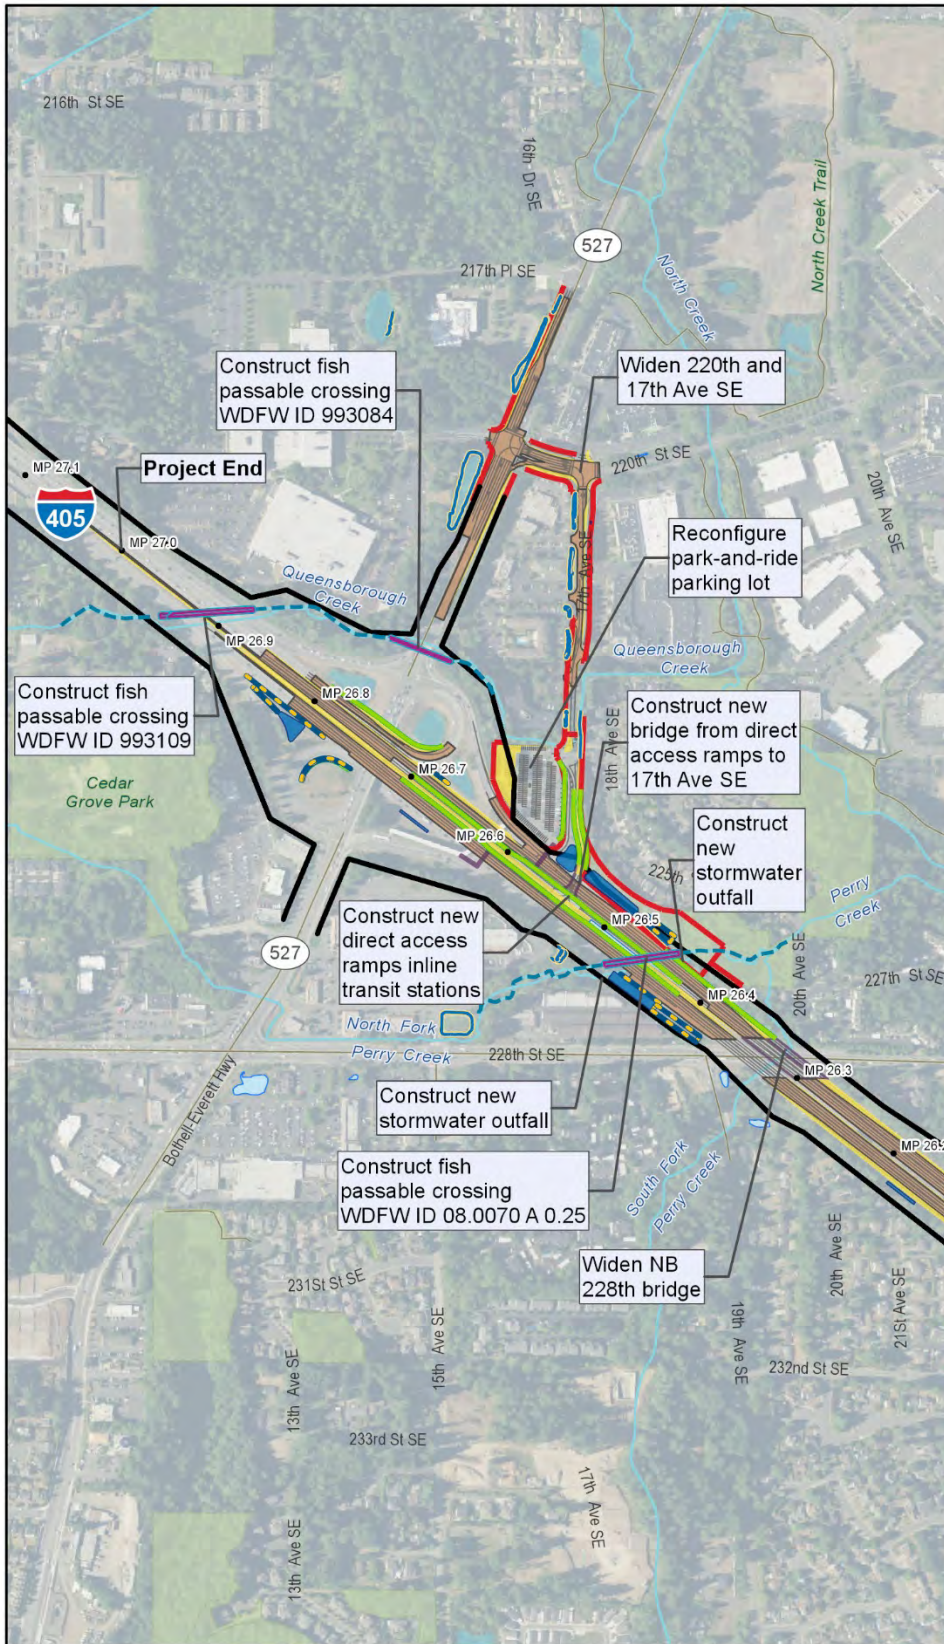 216th St SE
16th Dr SE
North Creek Trail
527
217th Pl SE
North Creek
Construct fish
passable crossing
WDFW ID 993084
Widen 220th and
17th Ave SE
MP 27.1
Project End
220th St SE
20th Ave SE
405
MP 27.0
Reconfigure
park-and-ride
parking lot
17th Ave SE
Queensborough
Creek
MP 26.9
Queensborough
Creek
Construct fish
passable crossing
WDFW ID 993109
MP 26.8
Construct new
bridge from direct
access ramps to
17th Ave SE
18th Ave SE
MP 26.7
Cedar
Grove Park
MP 26.6
Construct
new
stormwater
outfall
225th
Perry
Creek
Construct new
direct access
ramps inline
transit stations
MP 26.5
527
20th Ave SE
227th St SE
MP 26.4
North Fork
Perry Creek
228th St SE
MP 26.3
Bothell-Everett Hwy
Construct new
stormwater outfall
MP 26.2
Construct fish
passable crossing
WDFW ID 08.0070 A 0.25
South Fork
Perry Creek
Widen NB
228th bridge
20th Ave SE
21St Ave SE
231St St SE
19th Ave SE
15th Ave SE
13th Ave SE
232nd St SE
233rd St SE
17th Ave SE
13th Ave SE